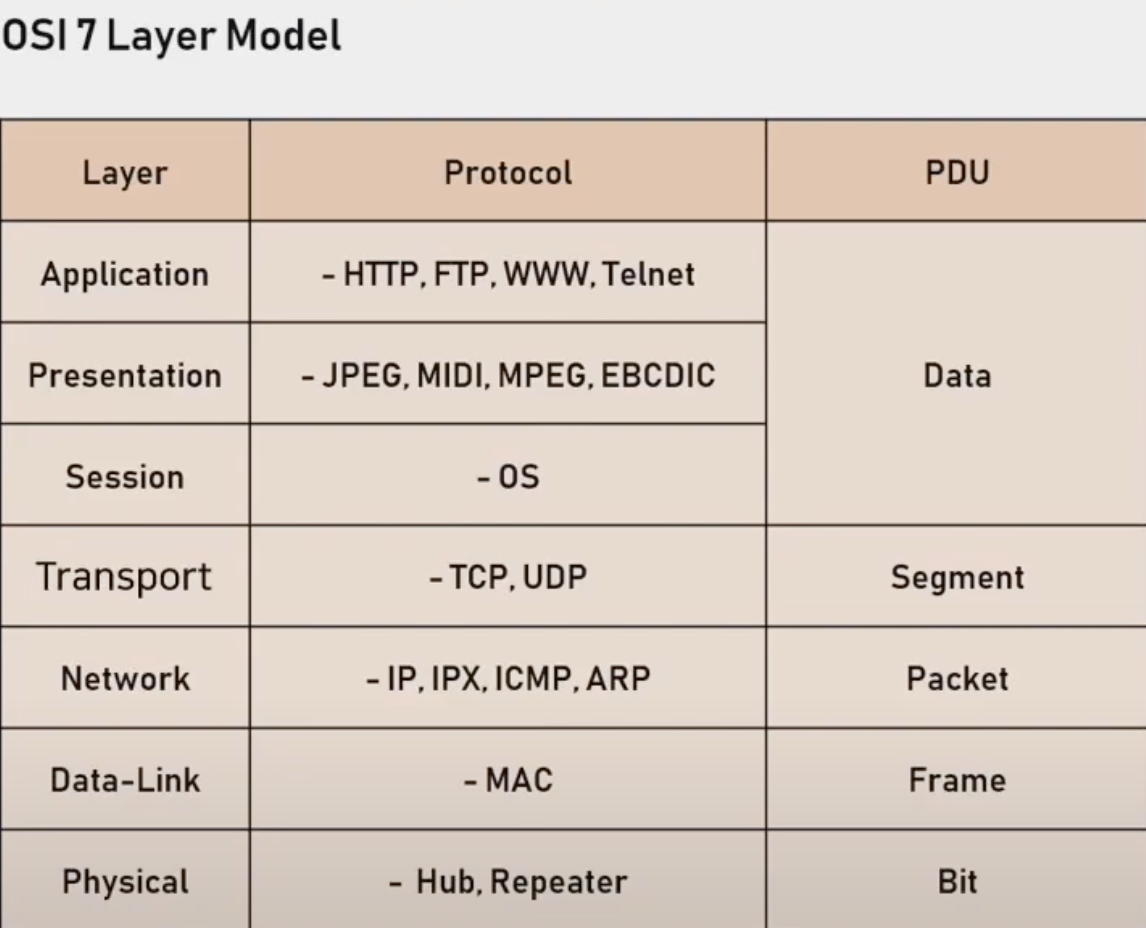 OSI 7 Layer Model
Layer Protocol PDU
Application - HTTP, FTP, WWW, Telnet
Presentation - JPEG, MIDI, MPEG, EBCDIC Data
Session - OS
Transport - TCP, UDP Segment
Network - IP, IPX, ICMP, ARP Packet
Data-Link - MAC Frame
Physical - Hub, Repeater Bit